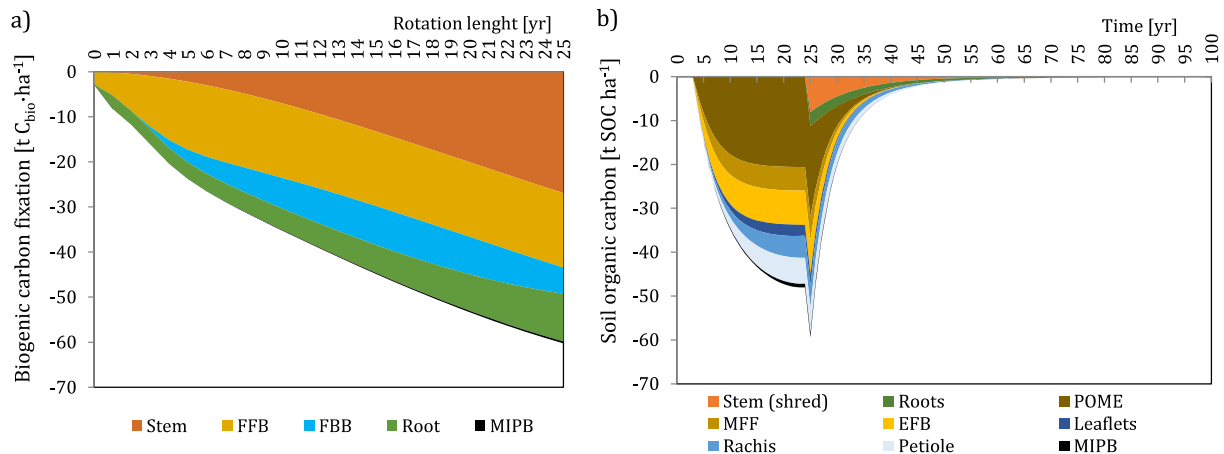 a)
Rotation lenght [yr]
0 1 2 3 4 5 6 7 8 9 10 11 12 13 14 15 16 17 18 19 20 21 22 23 24 25
Biogenic carbon fixation [t C_bio·ha⁻¹]
0
-10
-20
-30
-40
-50
-60
-70
Stem FFB FBB Root MIPB
b)
Time [yr]
0 5 10 15 20 25 30 35 40 45 50 55 60 65 70 75 80 85 90 95 100
Soil organic carbon [t SOC ha⁻¹]
0
-10
-20
-30
-40
-50
-60
-70
Stem (shred) Roots POME
MFF EFB Leaflets
Rachis Petiole MIPB